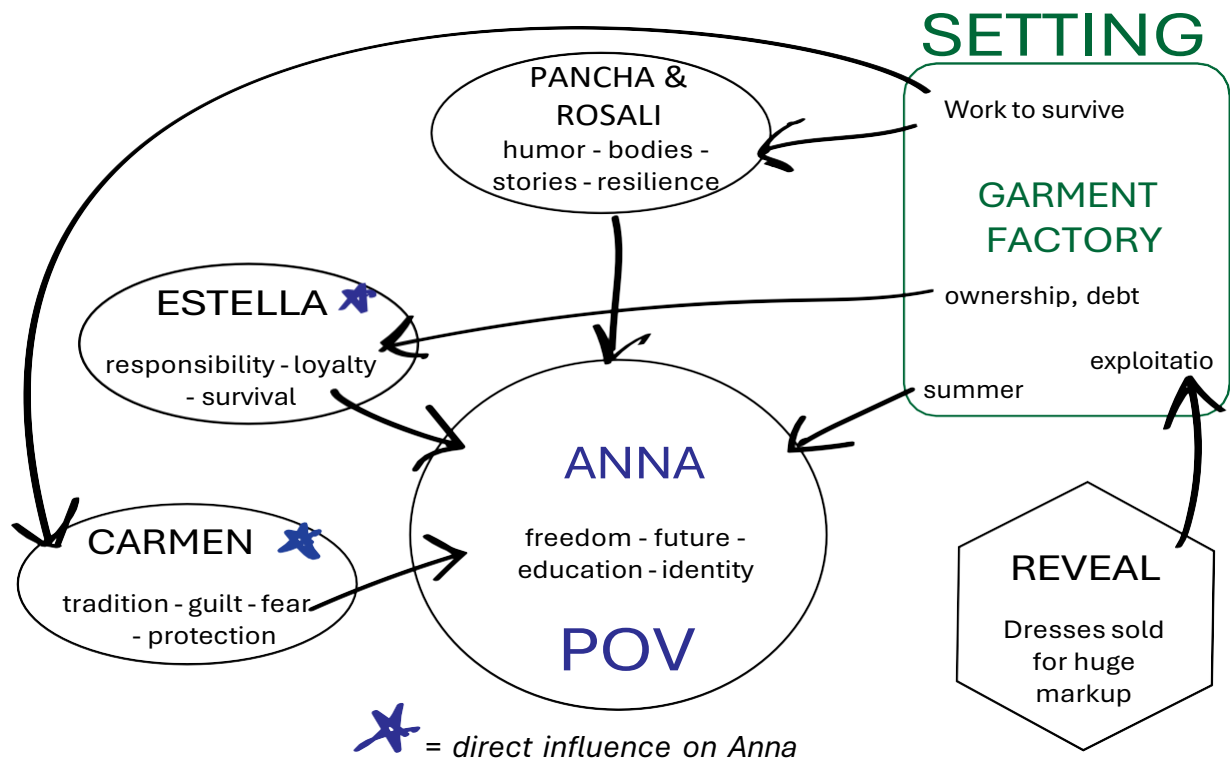 SETTING
PANCHA &
ROSALI
humor - bodies -
stories - resilience
Work to survive
GARMENT
FACTORY
ownership, debt
exploitatio
summer
ESTELLA
responsibility - loyalty
- survival
ANNA
freedom - future -
education - identity
POV
CARMEN
tradition - guilt - fear
- protection
REVEAL
Dresses sold
for huge
markup
= direct influence on Anna